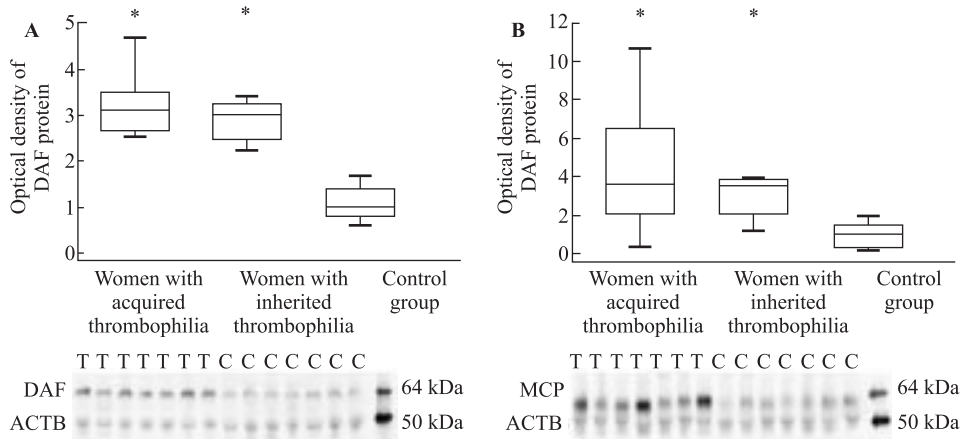 A
Optical density of
DAF protein
5
4
3
2
1
0
*
*
Women with
acquired
thrombophilia
Women with
inherited
thrombophilia
Control
group
T T T T T T T C C C C C C C
DAF
ACTB
64 kDa
50 kDa
B
Optical density of
DAF protein
12
10
8
6
4
2
0
*
*
Women with
acquired
thrombophilia
Women with
inherited
thrombophilia
Control
group
T T T T T T T C C C C C C C
MCP
ACTB
64 kDa
50 kDa